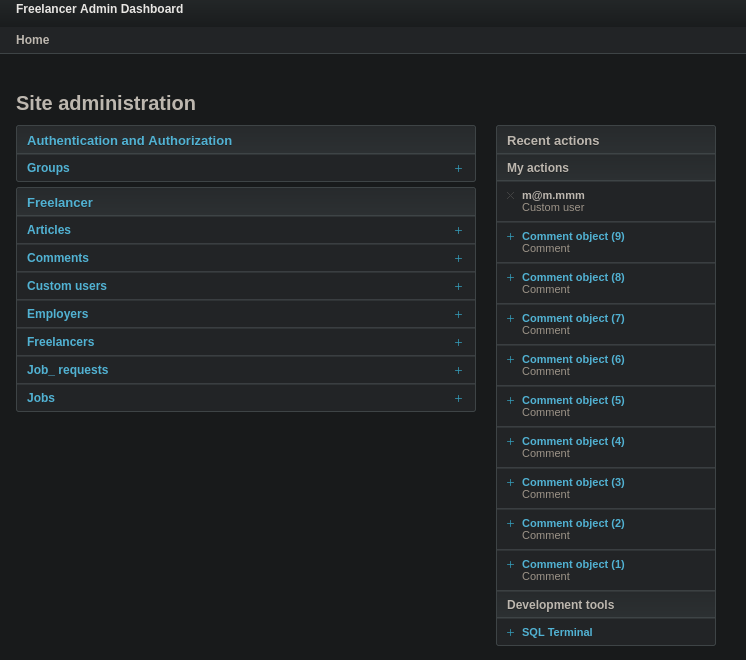 Freelancer Admin Dashboard
Home
Site administration
Authentication and Authorization
Groups
Freelancer
Articles
Comments
Custom users
Employers
Freelancers
Job_ requests
Jobs
Recent actions
My actions
m@m.mmm
Custom user
Comment object (9)
Comment
Comment object (8)
Comment
Comment object (7)
Comment
Comment object (6)
Comment
Comment object (5)
Comment
Comment object (4)
Comment
Comment object (3)
Comment
Comment object (2)
Comment
Comment object (1)
Comment
Development tools
SQL Terminal